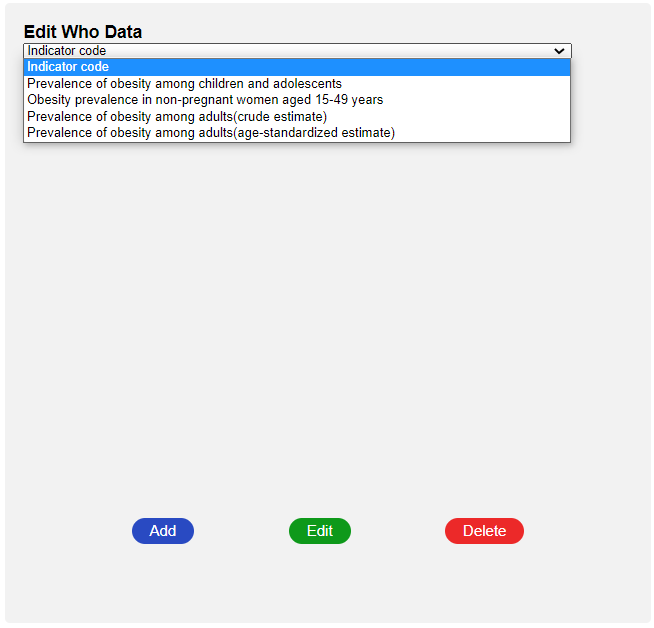 Edit Who Data
Indicator code
Indicator code
Prevalence of obesity among children and adolescents
Obesity prevalence in non-pregnant women aged 15-49 years
Prevalence of obesity among adults(crude estimate)
Prevalence of obesity among adults(age-standardized estimate)
Add
Edit
Delete